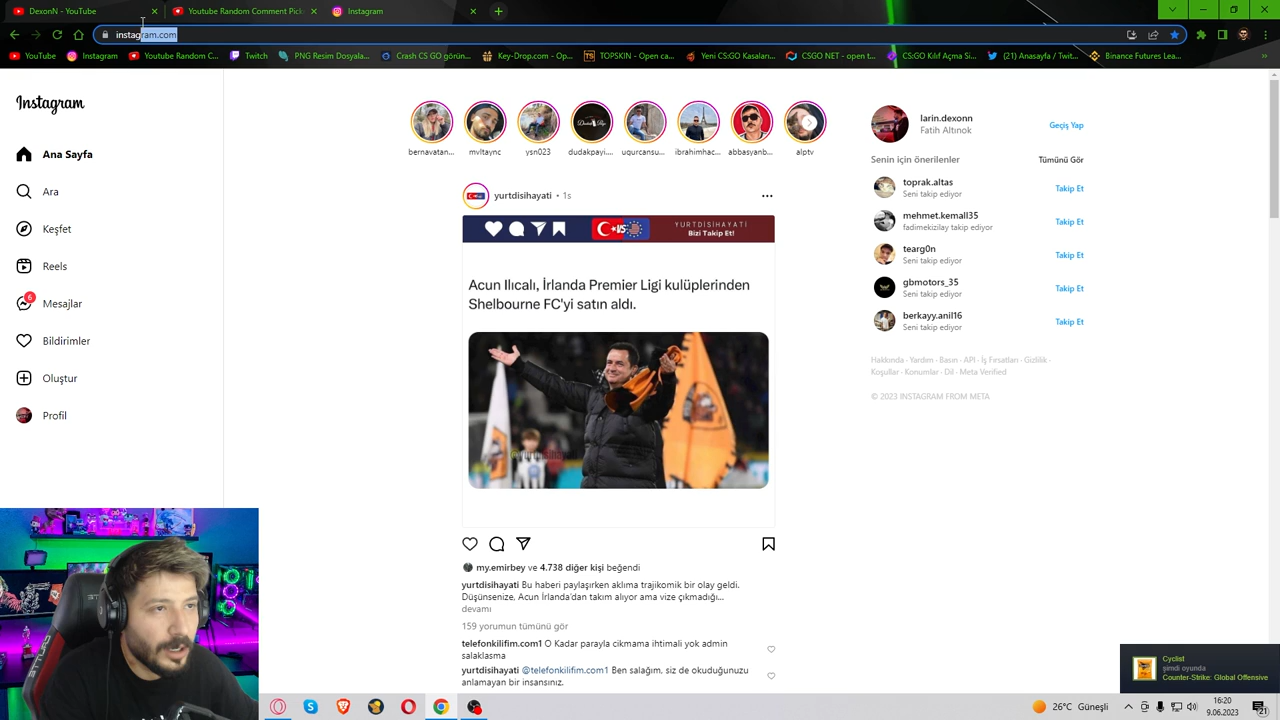 DexonN - YouTube
Youtube Random Comment Pick
Instagram
instagram.com
YouTube
Instagram
Youtube Random C...
Twitch
PNG Resim Dosyala...
Crash CS GO görün...
Key-Drop.com - Op...
TOPSKIN - Open ca...
Yeni CS:GO Kasaları...
CSGO NET - open t...
CS:GO Kılıf Açma Si...
(21) Anasayfa / Twit...
Binance Futures Lea...
»
Instagram
Ana Sayfa
Ara
Keşfet
Reels
6
Mesajlar
Bildirimler
Oluştur
Profil
bernavatan...
mvltaync
ysn023
dudakpayi....
ugurcansu...
ibrahimhac...
abbasyanb...
alptv
yurtdisihayati • 1s
VS
YURTDISIHAYATI
Bizi Takip Et!
Acun Ilıcalı, İrlanda Premier Ligi kulüplerinden
Shelbourne FC'yi satın aldı.
my.emirbey ve 4.738 diğer kişi beğendi
yurtdisihayati Bu haberi paylaşırken aklıma trajikomik bir olay geldi.
Düşünsenize, Acun İrlanda'dan takım alıyor ama vize çıkmadığı...
devamı
159 yorumun tümünü gör
telefonkilifim.com1 O Kadar parayla cikmama ihtimali yok admin
salaklasma
yurtdisihayati @telefonkilifim.com1 Ben salağım, siz de okuduğunuzu
anlamayan bir insansınız.
larin.dexonn
Fatih Altınok
Geçiş Yap
Senin için önerilenler
Tümünü Gör
toprak.altas
Seni takip ediyor
Takip Et
mehmet.kemall35
fadimekizilay takip ediyor
Takip Et
tearg0n
Seni takip ediyor
Takip Et
gbmotors_35
Seni takip ediyor
Takip Et
berkayy.anil16
Seni takip ediyor
Takip Et
Hakkında · Yardım · Basın · API · İş Fırsatları · Gizlilik ·
Koşullar · Konumlar · Dil · Meta Verified
© 2023 INSTAGRAM FROM META
Cyclist
şimdi oyunda
Counter-Strike: Global Offensive
26°C Güneşli
16:20
9.06.2023
21